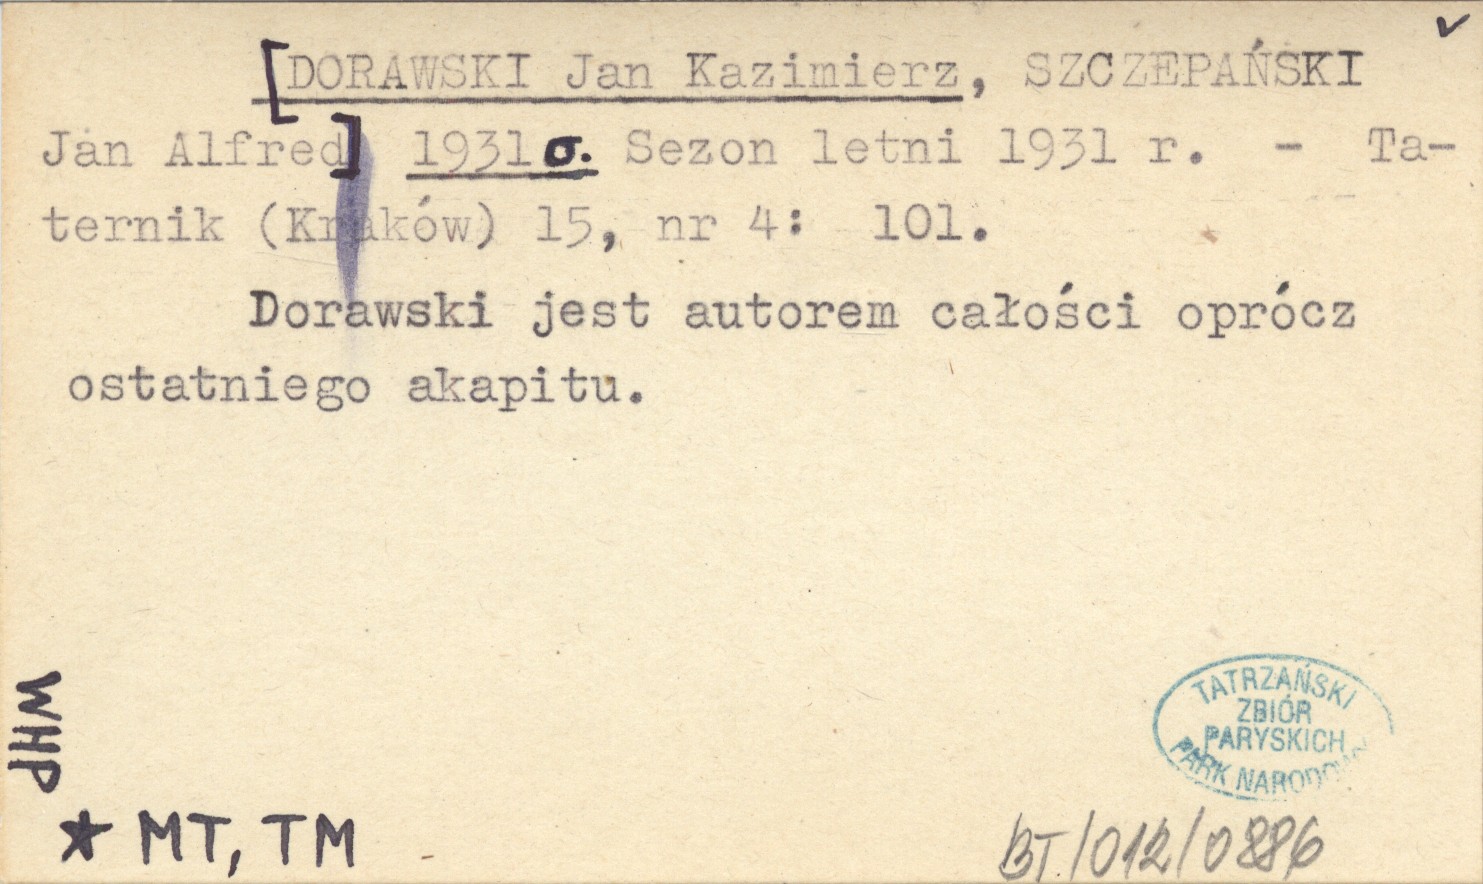 ✓
[DORAWSKI Jan Kazimierz, SZCZEPAŃSKI
Jan Alfred] 1931 σ. Sezon letni 1931 r. - Ta-
ternik (Kraków) 15, nr 4: 101.
Dorawski jest autorem całości oprócz
ostatniego akapitu.
WHP
★ MT, TM
TATRZAŃSKI
ZBIÓR
PARYSKICH
PARK NARODOW
BT./012/0886